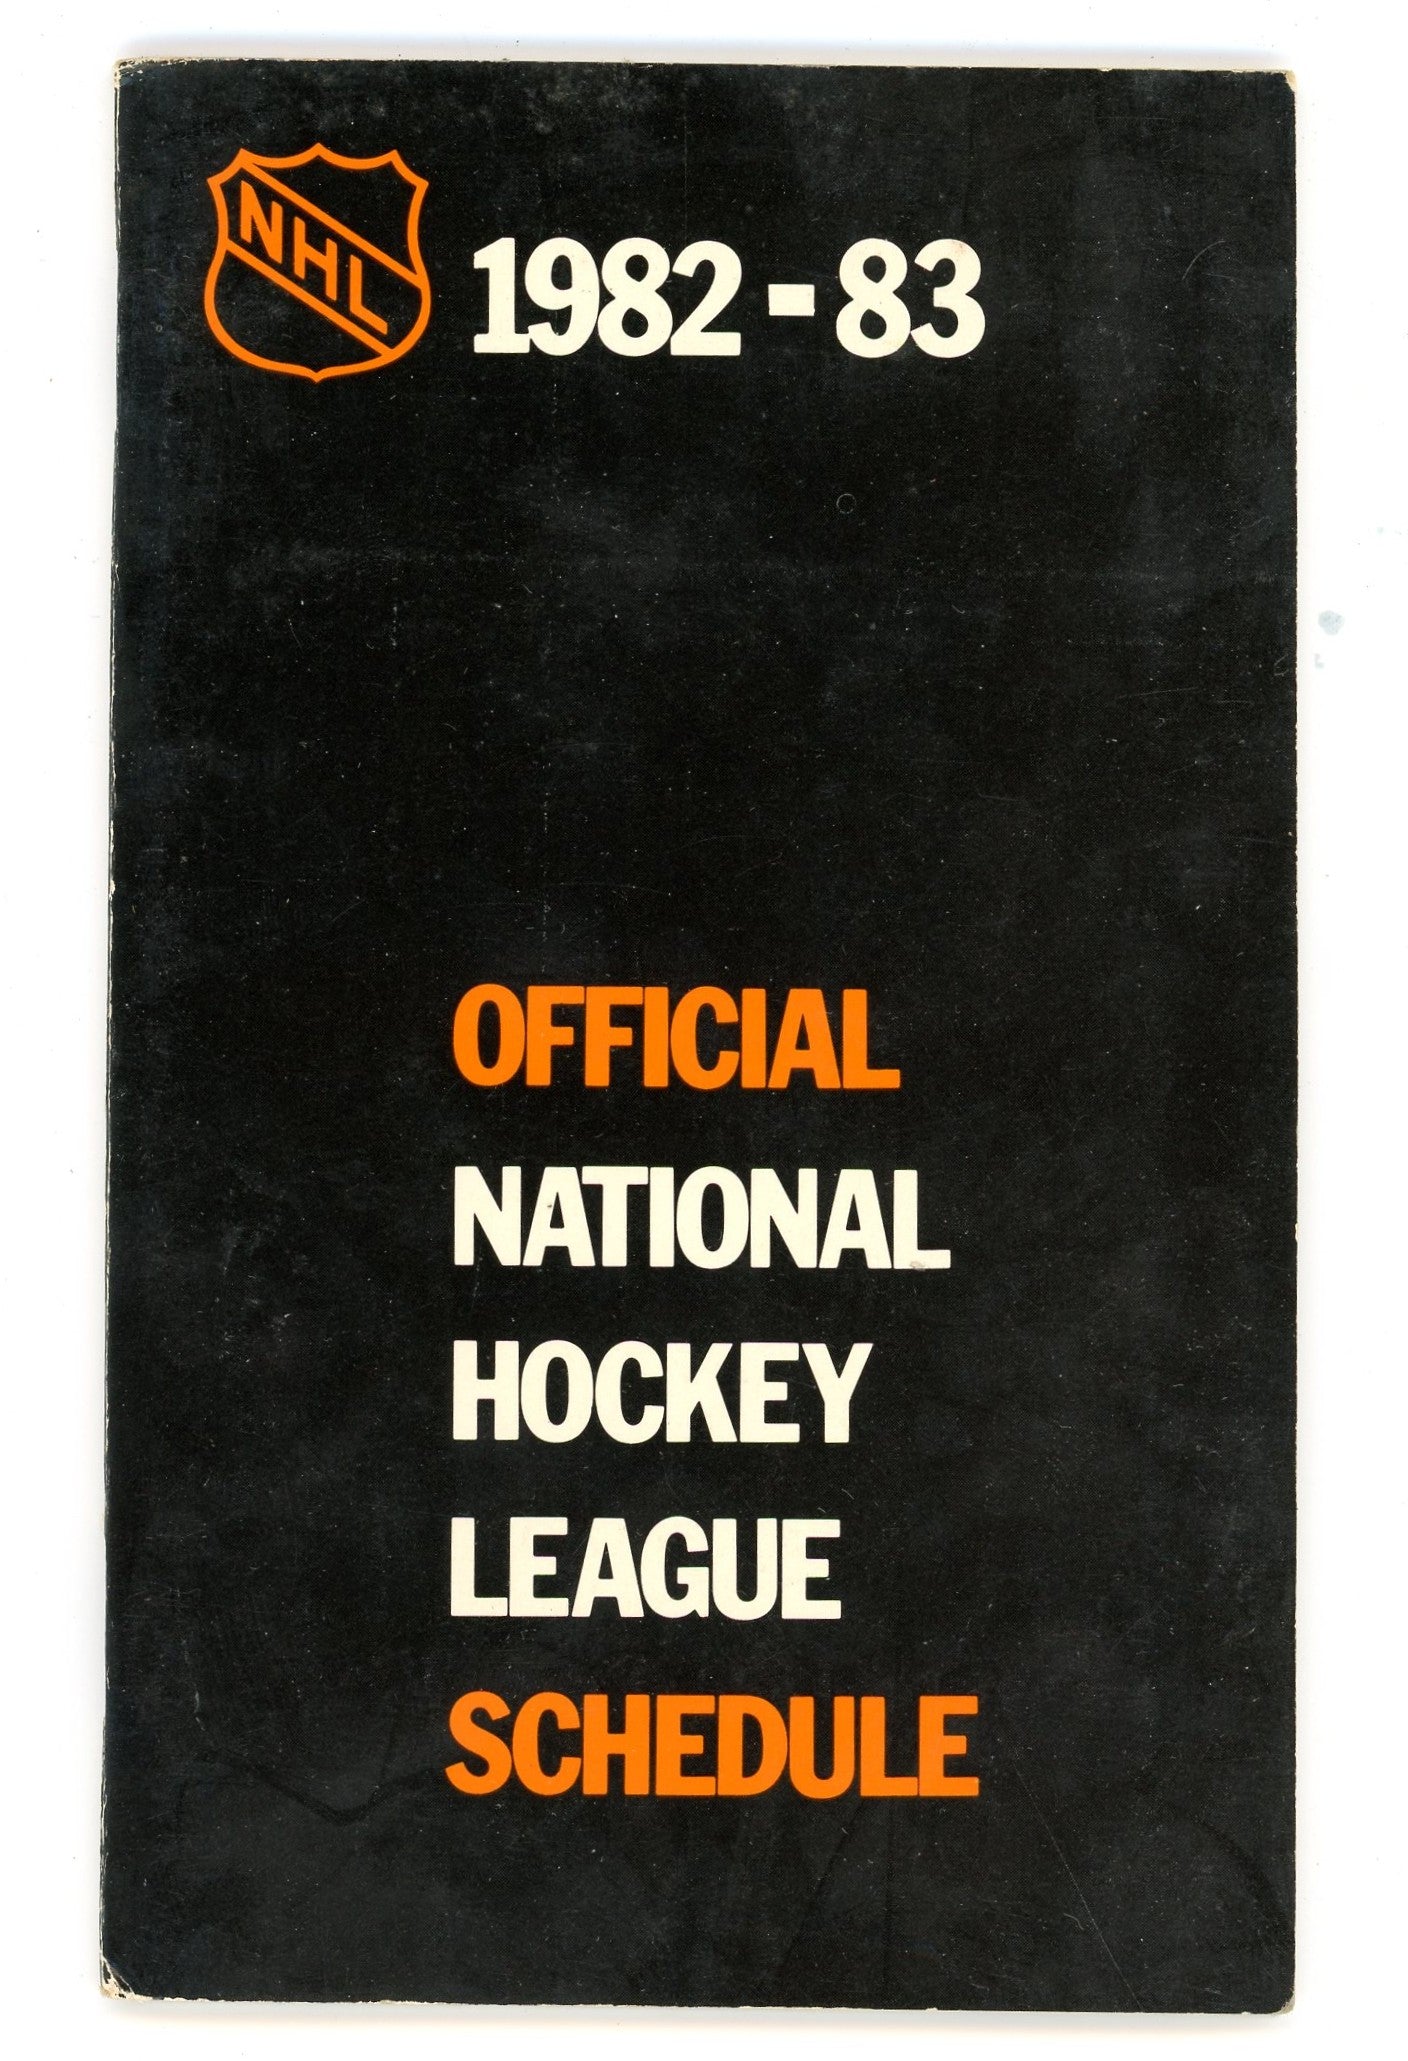 NHL
1982-83
OFFICIAL
NATIONAL
HOCKEY
LEAGUE
SCHEDULE